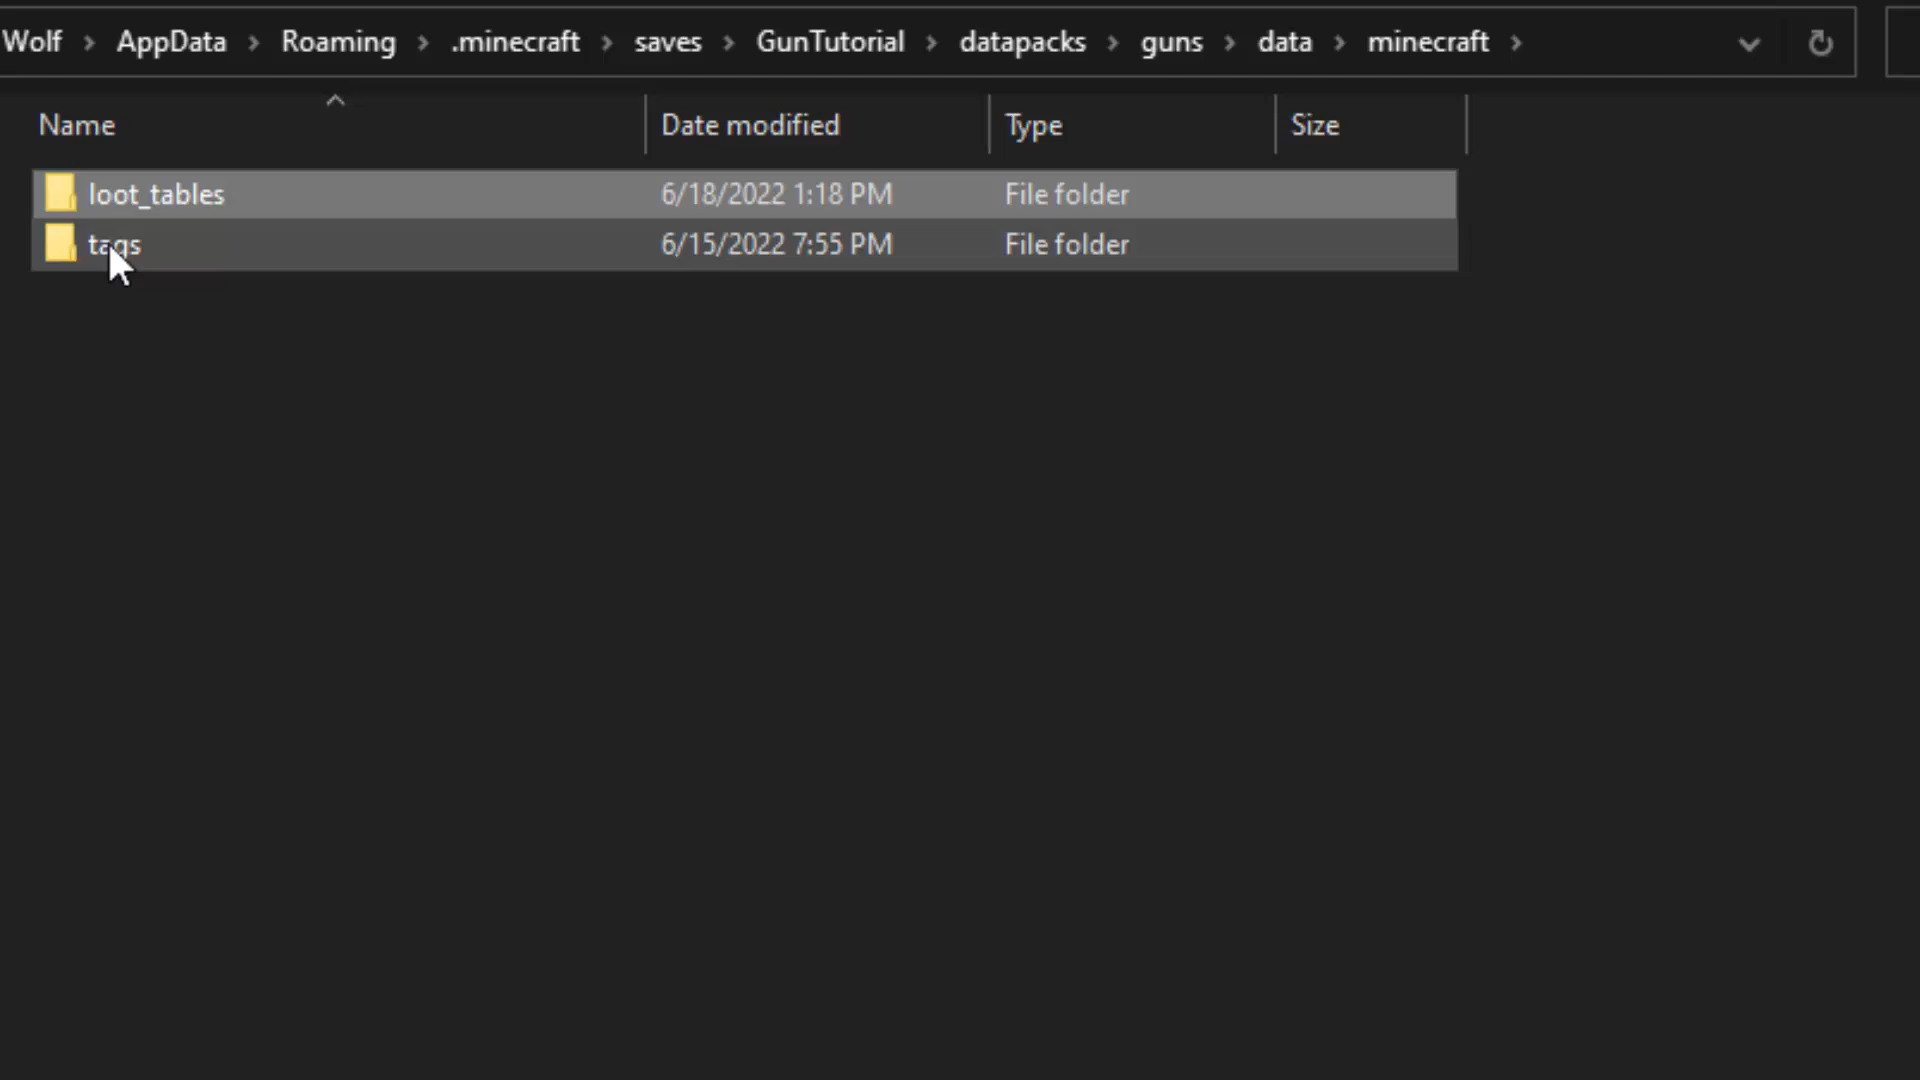 Wolf > AppData > Roaming > .minecraft > saves > GunTutorial > datapacks > guns > data > minecraft >
Name Date modified Type Size
loot_tables 6/18/2022 1:18 PM File folder
tags 6/15/2022 7:55 PM File folder